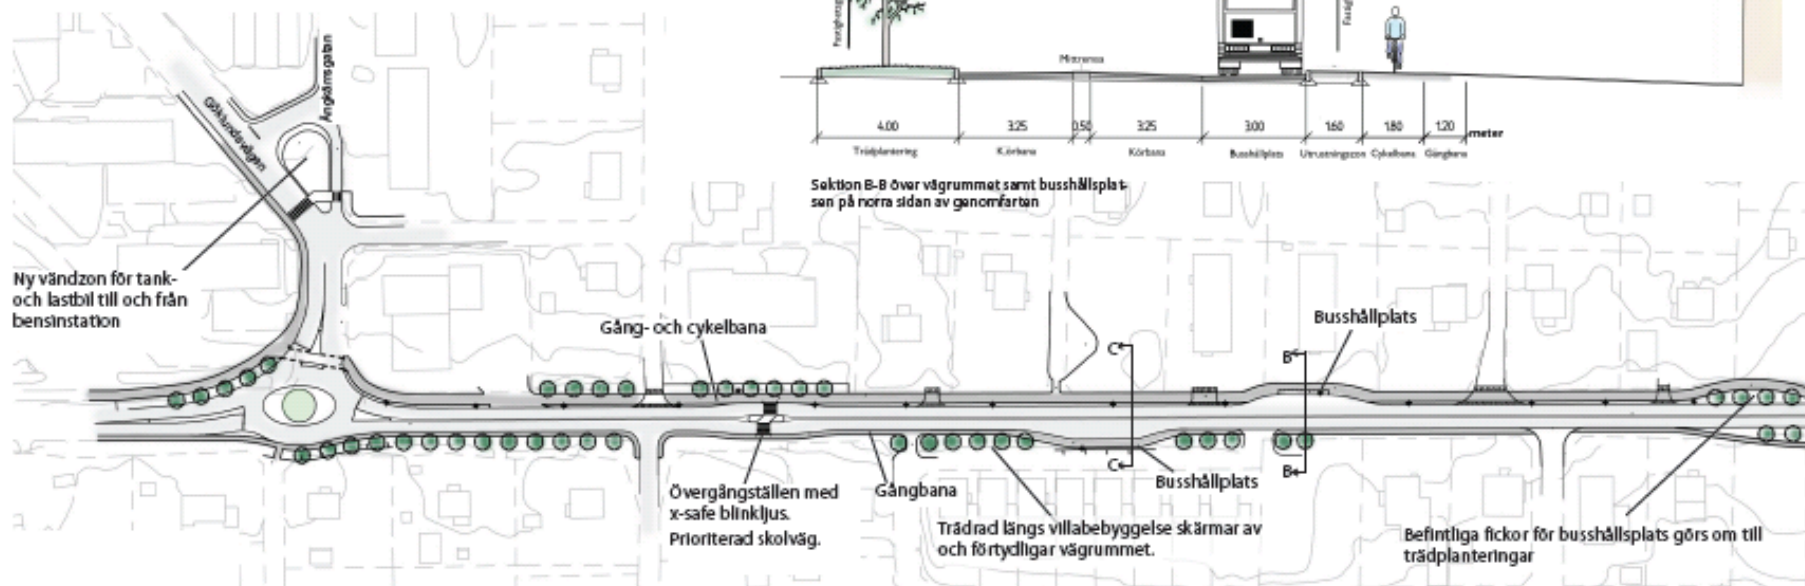 Mittremsa
4.00
3.25
0.50
3.25
3.00
1.60
1.80
1.20
meter
Trädplantering
Körbana
Körbana
Busshållplats
Utrustningszon
Cykelbana
Gångbana
Sektion B-B över vägrummet samt busshållsplat-
sen på norra sidan av genomfarten
Göklundavägen
Ängkärrsgatan
Ny vändzon för tank-
och lastbil till och från
bensinstation
Gång- och cykelbana
Busshållplats
C
B
C
B
Övergångställen med
x-safe blinkljus.
Prioriterad skolväg.
Gångbana
Busshållplats
Trädrad längs villabebyggelse skärmar av
och förtydligar vägrummet.
Befintliga fickor för busshållsplats görs om till
trädplanteringar